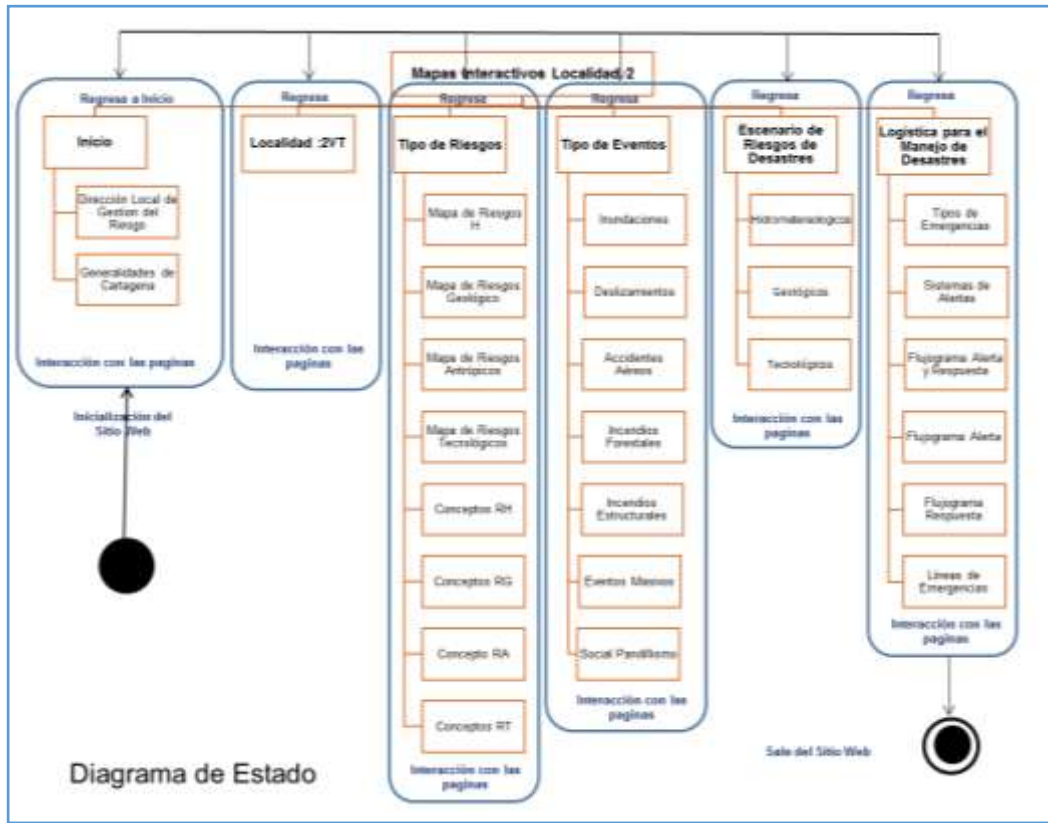 Mapas Interactivos Localidad 2
Regresa a Inicio
Inicio
Dirección Local de
Gestion del
Riesgo
Generalidades de
Cartagena
Interacción con las paginas
Inicialización del
Sitio Web
Regresa
Localidad :2VT
Interacción con las
paginas
Regresa
Tipo de Riesgos
Mapa de Riesgos
H
Mapa de Riesgos
Geológico
Mapa de Riesgos
Antrópicos
Mapa de Riesgos
Tecnológicos
Conceptos RH
Conceptos RG
Concepto RA
Conceptos RT
Interacción con las
paginas
Regresa
Tipo de Eventos
Inundaciones
Deslizamientos
Accidentes
Aéreos
Incendios
Forestales
Incendios
Estructurales
Eventos Masivos
Social Pandillismo
Interacción con las
paginas
Regresa
Escenario de
Riesgos de
Desastres
Geológicos
Tecnológicos
Interacción con las
paginas
Regresa
Logística para el
Manejo de
Desastres
Tipos de
Emergencias
Sistemas de
Alertas
Flujograma Alerta
y Respuesta
Flujograma Alerta
Flujograma
Respuesta
Líneas de
Emergencias
Interacción con las
paginas
Sale del Sitio Web
Diagrama de Estado